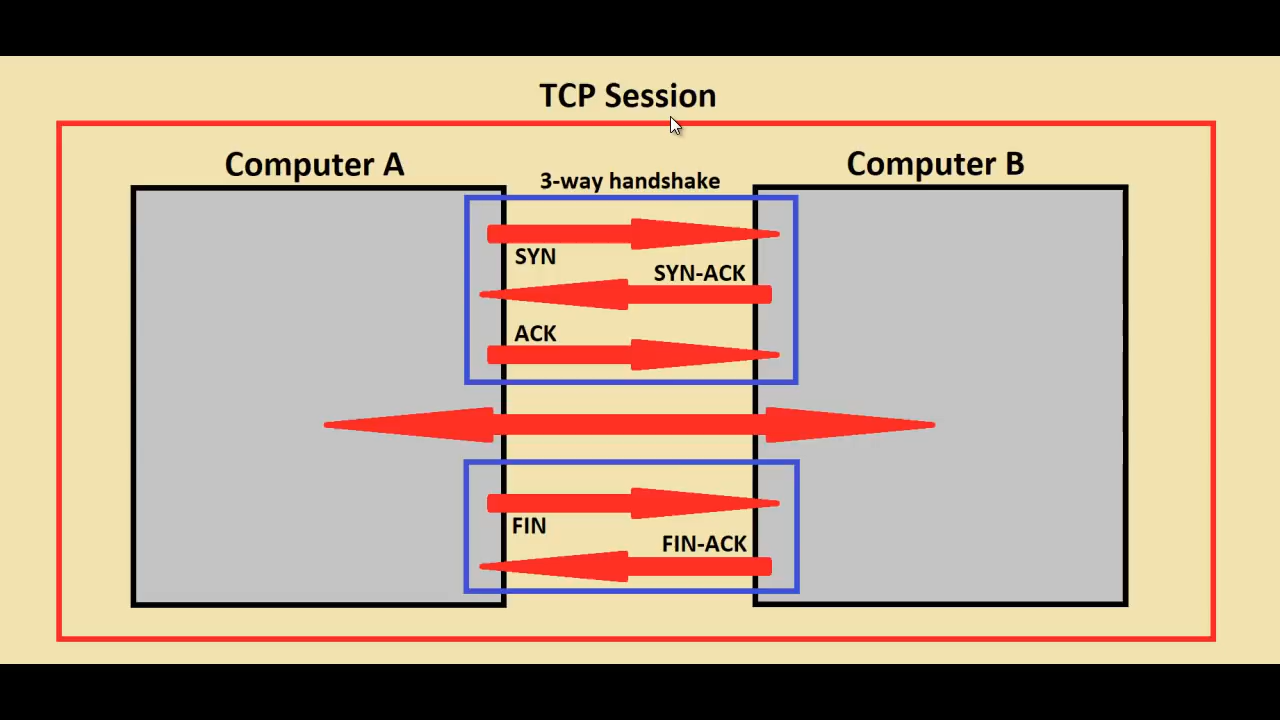 TCP Session
Computer A
Computer B
3-way handshake
SYN
SYN-ACK
ACK
FIN
FIN-ACK